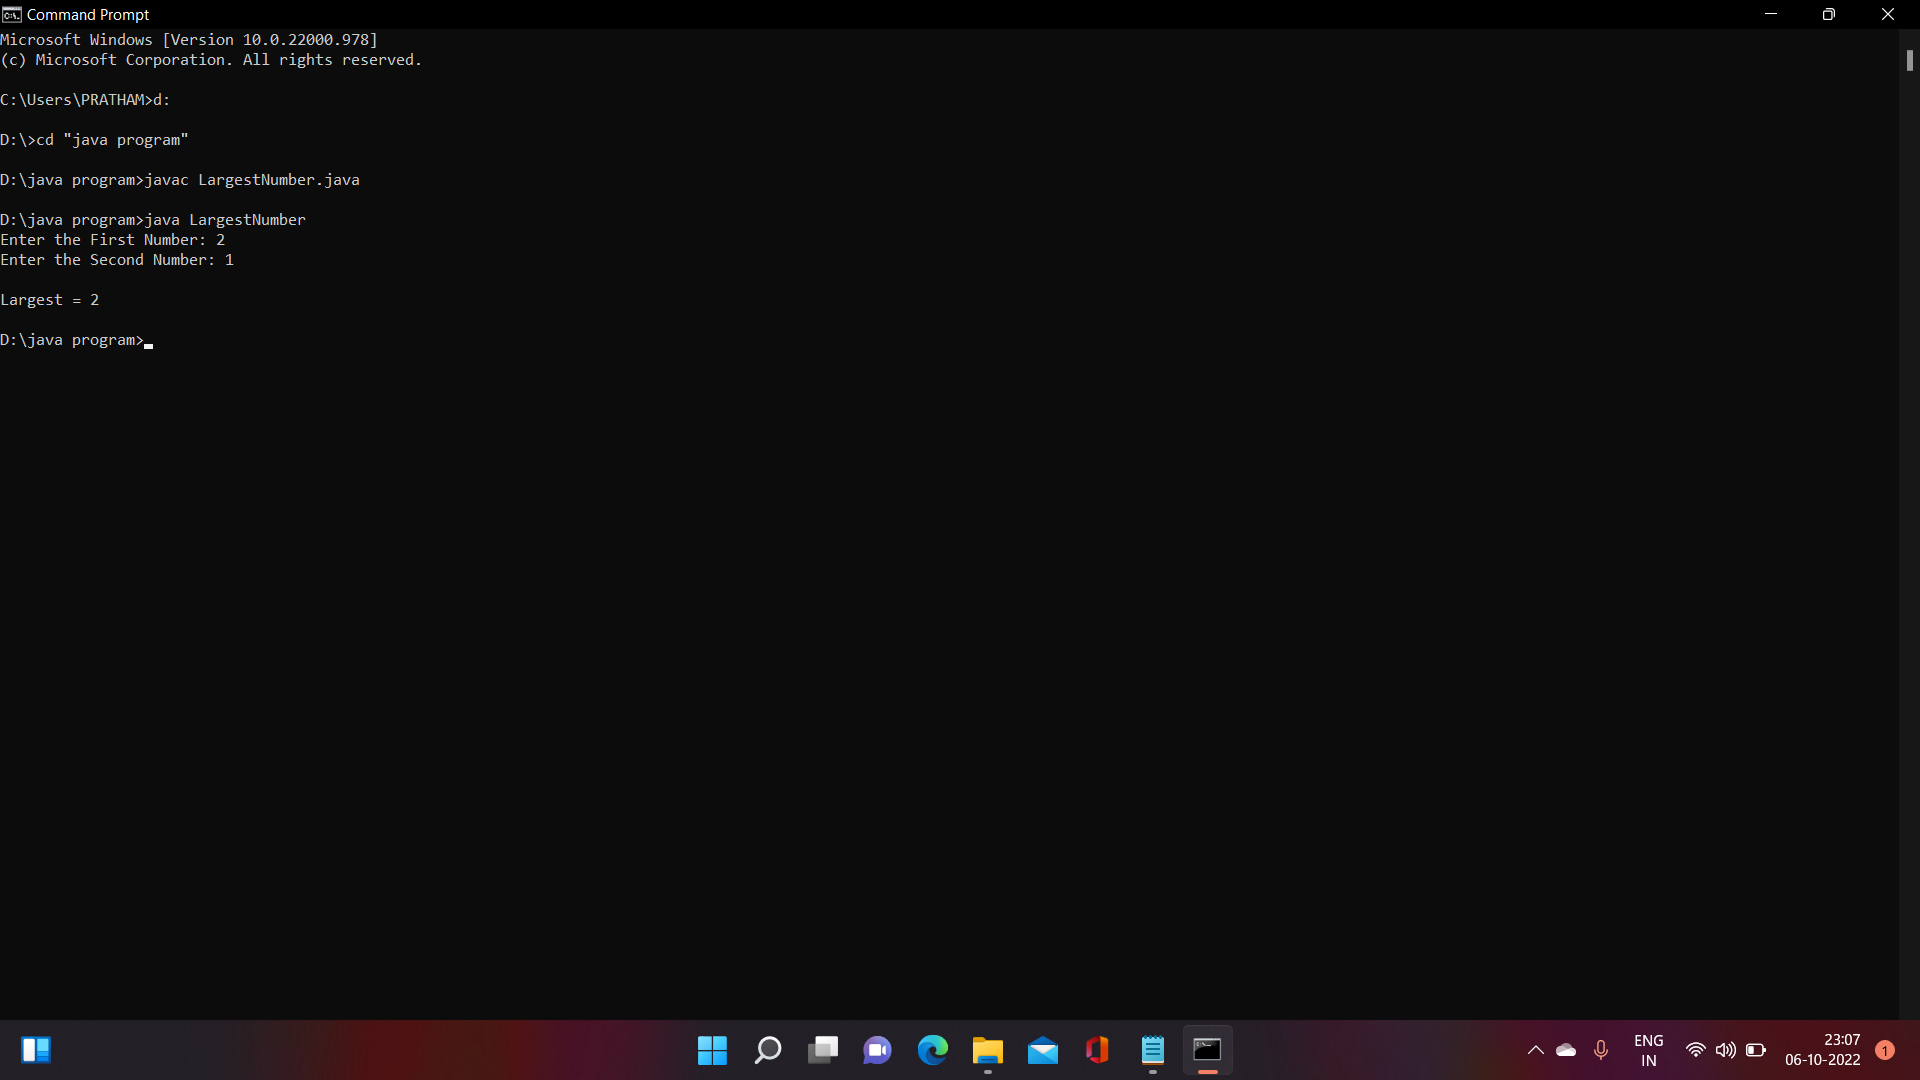 Command Prompt
Microsoft Windows [Version 10.0.22000.978]
(c) Microsoft Corporation. All rights reserved.
C:\Users\PRATHAM>d:
D:\>cd "java program"
D:\java program>javac LargestNumber.java
D:\java program>java LargestNumber
Enter the First Number: 2
Enter the Second Number: 1
Largest = 2
D:\java program>
ENG
IN
23:07
06-10-2022
1